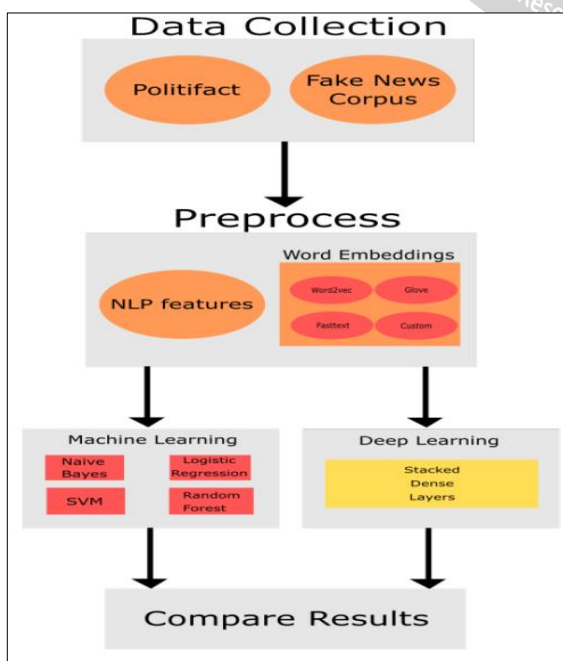 Data Collection
Politifact
Fake News
Corpus
Preprocess
NLP features
Word Embeddings
Word2vec
Glove
Fasttext
Custom
Machine Learning
Naive
Bayes
Logistic
Regression
SVM
Random
Forest
Deep Learning
Stacked
Dense
Layers
Compare Results